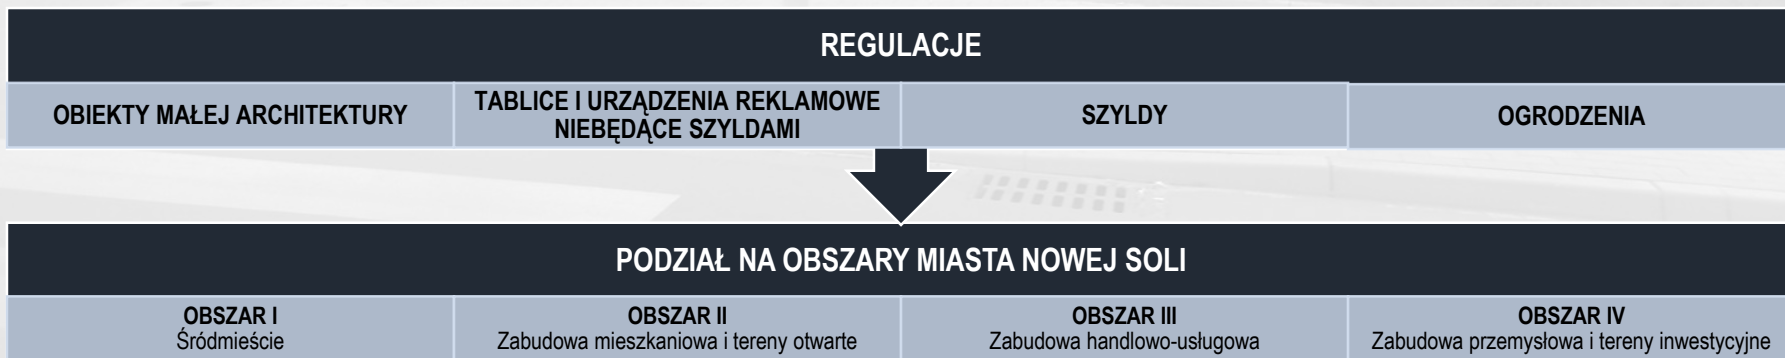 REGULACJE
OBIEKTY MAŁEJ ARCHITEKTURY
TABLICE I URZĄDZENIA REKLAMOWE
NIEBĘDĄCE SZYLDAMI
SZYLDY
OGRODZENIA
PODZIAŁ NA OBSZARY MIASTA NOWEJ SOLI
OBSZAR I
Śródmieście
OBSZAR II
Zabudowa mieszkaniowa i tereny otwarte
OBSZAR III
Zabudowa handlowo-usługowa
OBSZAR IV
Zabudowa przemysłowa i tereny inwestycyjne